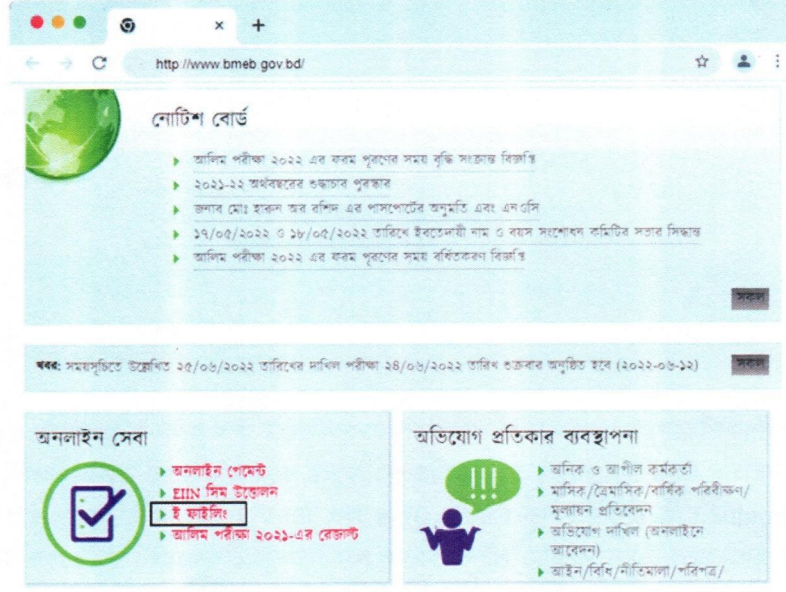 http://www.bmeb.gov.bd/
নোটিশ বোর্ড
আলিম পরীক্ষা ২০২২ এর ফরম পূরণের সময় বৃদ্ধি সংক্রান্ত বিজ্ঞপ্তি
২০২১-২২ অর্থবছরের শুদ্ধাচার পুরস্কার
জনাব মোঃ হারুন অর রশিদ এর পাসপোর্টের অনুমতি এবং এনওসি
১৭/০৫/২০২২ ও ১৮/০৫/২০২২ তারিখে ইবতেদায়ী নাম ও বয়স সংশোধন কমিটির সভার সিদ্ধান্ত
আলিম পরীক্ষা ২০২২ এর ফরম পূরণের সময় বর্ধিতকরণ বিজ্ঞপ্তি
সকল
খবর: সময়সূচিতে উল্লেখিত ২৫/০৬/২০২২ তারিখের দাখিল পরীক্ষা ২৪/০৬/২০২২ তারিখ শুক্রবার অনুষ্ঠিত হবে (২০২২-০৬-১২)
সকল
অনলাইন সেবা
অনলাইন পেমেন্ট
EIIN সিম উত্তোলন
ই ফাইলিং
আলিম পরীক্ষা ২০২১-এর রেজাল্ট
অভিযোগ প্রতিকার ব্যবস্থাপনা
অনিক ও আপীল কর্মকর্তা
মাসিক/ত্রৈমাসিক/বার্ষিক পরিবীক্ষণ/
মূল্যায়ন প্রতিবেদন
অভিযোগ দাখিল (অনলাইনে
আবেদন)
আইন/বিধি/নীতিমালা/পরিপত্র/